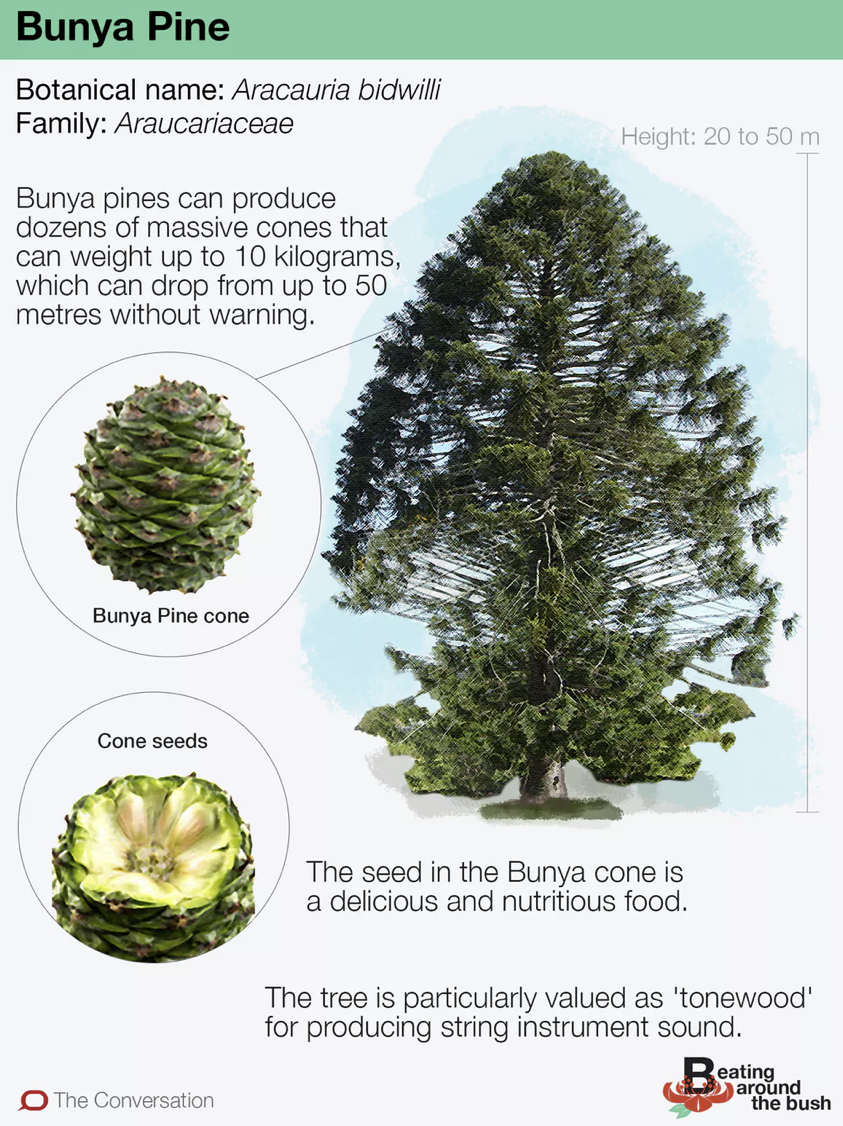 Bunya Pine
Botanical name: Aracauria bidwilli
Family: Araucariaceae
Height: 20 to 50 m
Bunya pines can produce
dozens of massive cones that
can weight up to 10 kilograms,
which can drop from up to 50
metres without warning.
Bunya Pine cone
Cone seeds
The seed in the Bunya cone is
a delicious and nutritious food.
The tree is particularly valued as 'tonewood'
for producing string instrument sound.
The Conversation
Beating
around
the bush